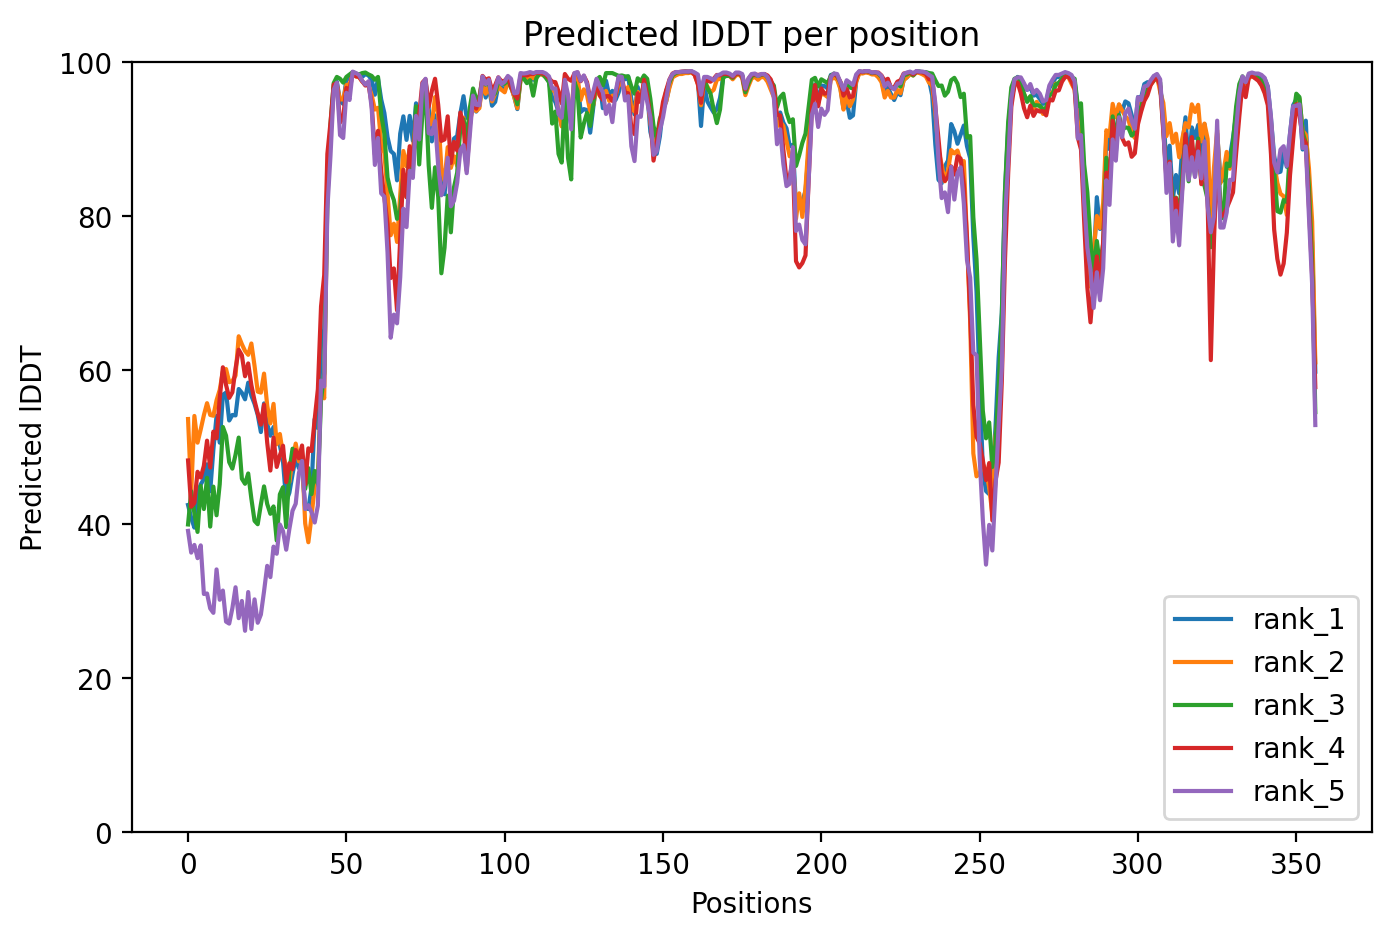 Predicted lDDT per position
100
80
60
40
20
0
Predicted lDDT
0 50 100 150 200 250 300 350
Positions
rank_1
rank_2
rank_3
rank_4
rank_5